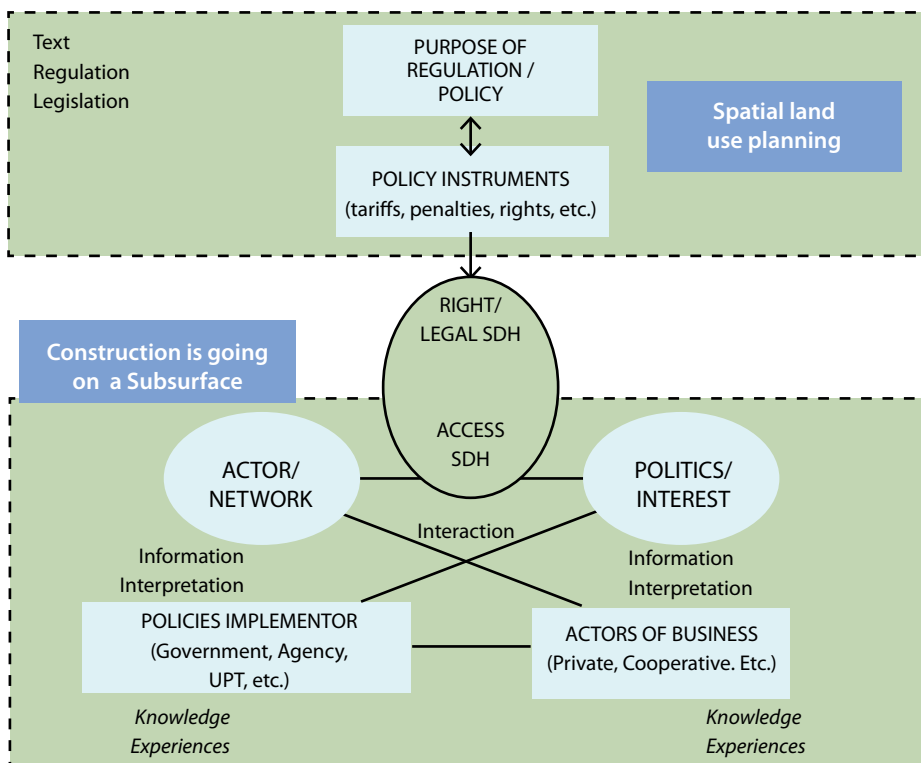 Text
Regulation
Legislation
PURPOSE OF
REGULATION /
POLICY
Spatial land
use planning
POLICY INSTRUMENTS
(tariffs, penalties, rights, etc.)
RIGHT/
LEGAL SDH
Construction is going
on a Subsurface
ACCESS
SDH
ACTOR/
NETWORK
POLITICS/
INTEREST
Interaction
Information
Interpretation
Information
Interpretation
POLICIES IMPLEMENTOR
(Government, Agency,
UPT, etc.)
ACTORS OF BUSINESS
(Private, Cooperative. Etc.)
Knowledge
Experiences
Knowledge
Experiences